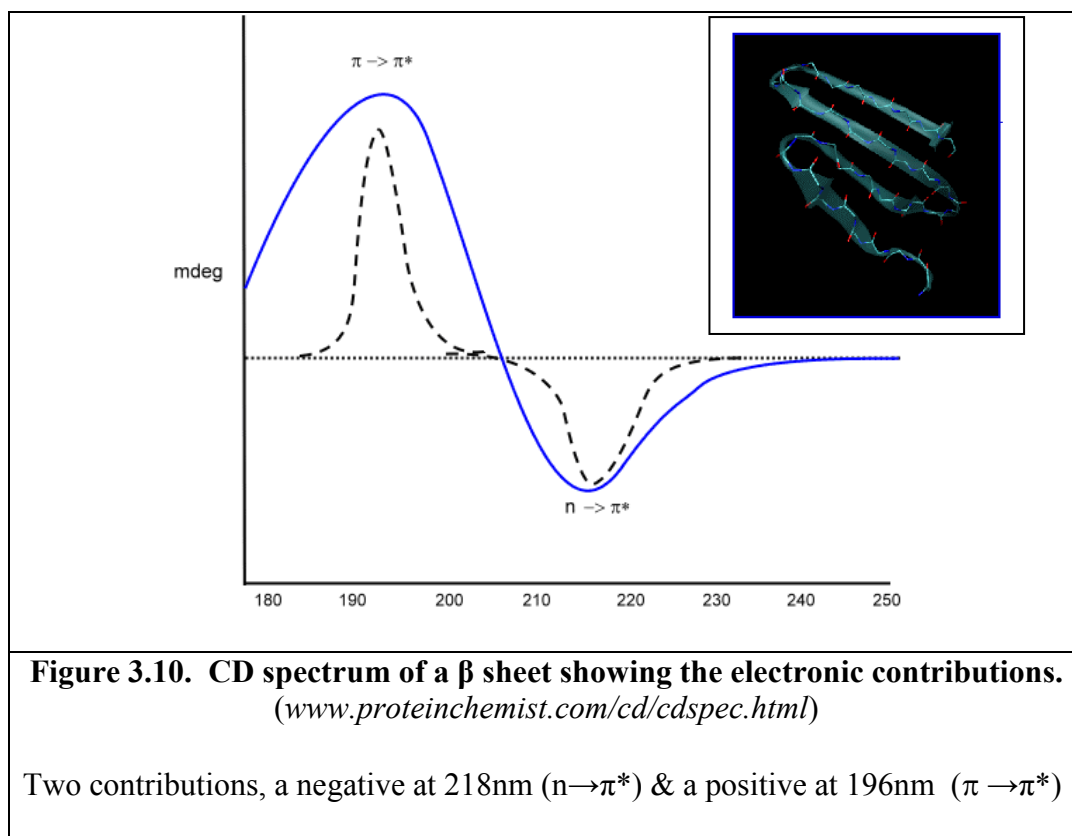 π –> π*
mdeg
n –> π*
180 190 200 210 220 230 240 250
Figure 3.10. CD spectrum of a β sheet showing the electronic contributions.
(www.proteinchemist.com/cd/cdspec.html)
Two contributions, a negative at 218nm (n→π*) & a positive at 196nm (π →π*)